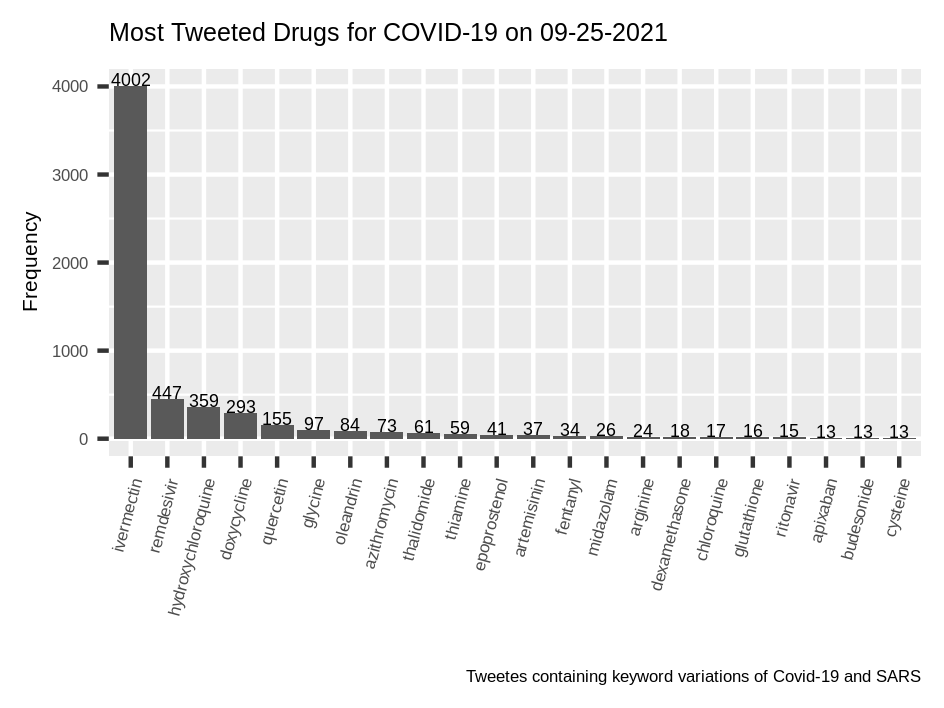 Most Tweeted Drugs for COVID-19 on 09-25-2021
Frequency
4000
3000
2000
1000
0
4002
447
359
293
155
97
84
73
61
59
41
37
34
26
24
18
17
16
15
13
13
13
ivermectin
remdesivir
hydroxychloroquine
doxycycline
quercetin
glycine
oleandrin
azithromycin
thalidomide
thiamine
epoprostenol
artemisinin
fentanyl
midazolam
arginine
dexamethasone
chloroquine
glutathione
ritonavir
apixaban
budesonide
cysteine
Tweetes containing keyword variations of Covid-19 and SARS